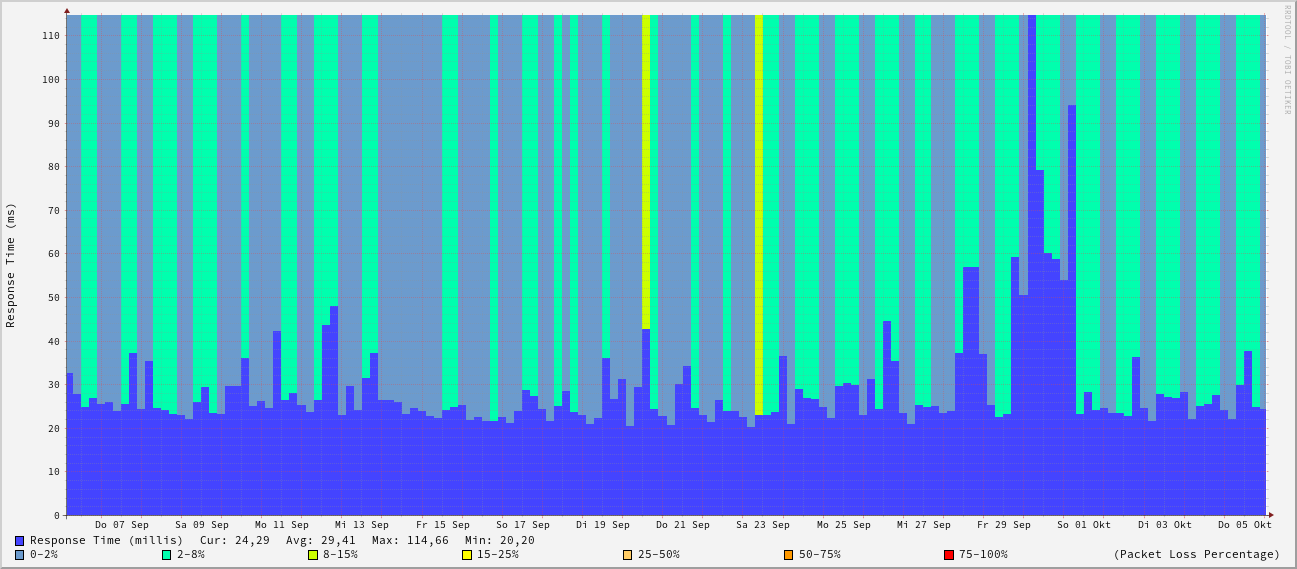 RRDTOOL / TOBI OETIKER
Response Time (ms)
110
100
90
80
70
60
50
40
30
20
10
0
Do 07 Sep Sa 09 Sep Mo 11 Sep Mi 13 Sep Fr 15 Sep So 17 Sep Di 19 Sep Do 21 Sep Sa 23 Sep Mo 25 Sep Mi 27 Sep Fr 29 Sep So 01 Okt Di 03 Okt Do 05 Okt
Response Time (millis) Cur: 24,29 Avg: 29,41 Max: 114,66 Min: 20,20
0-2% 2-8% 8-15% 15-25% 25-50% 50-75% 75-100% (Packet Loss Percentage)